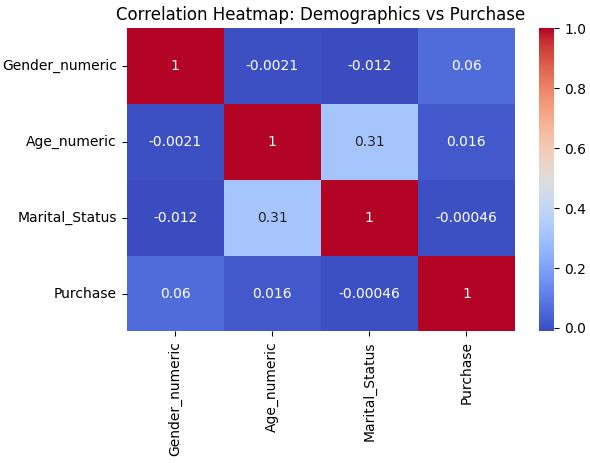 Correlation Heatmap: Demographics vs Purchase
Gender_numeric 1 -0.0021 -0.012 0.06
Age_numeric -0.0021 1 0.31 0.016
Marital_Status -0.012 0.31 1 -0.00046
Purchase 0.06 0.016 -0.00046 1
Gender_numeric
Age_numeric
Marital_Status
Purchase
1.0
0.8
0.6
0.4
0.2
0.0